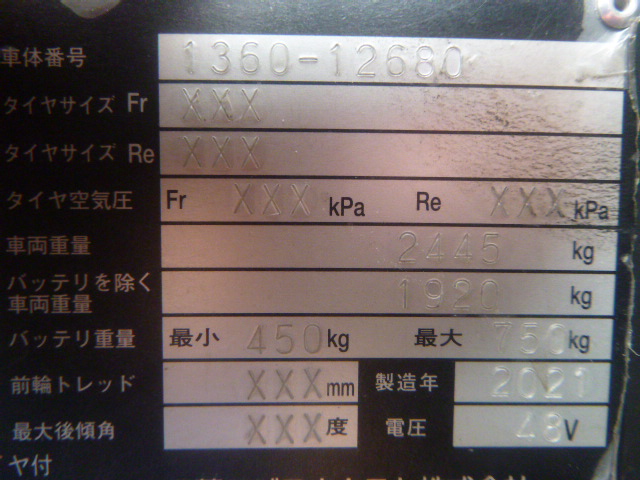 車体番号 1360-12680
タイヤサイズ Fr XXX
タイヤサイズ Re XXX
タイヤ空気圧 Fr XXX kPa Re XXX kPa
車両重量 2445 kg
バッテリを除く
車両重量 1920 kg
バッテリ重量 最小 450 kg 最大 750 kg
前輪トレッド XXX mm 製造年 2021
最大後傾角 XXX 度 電圧 48 V
ヤ付